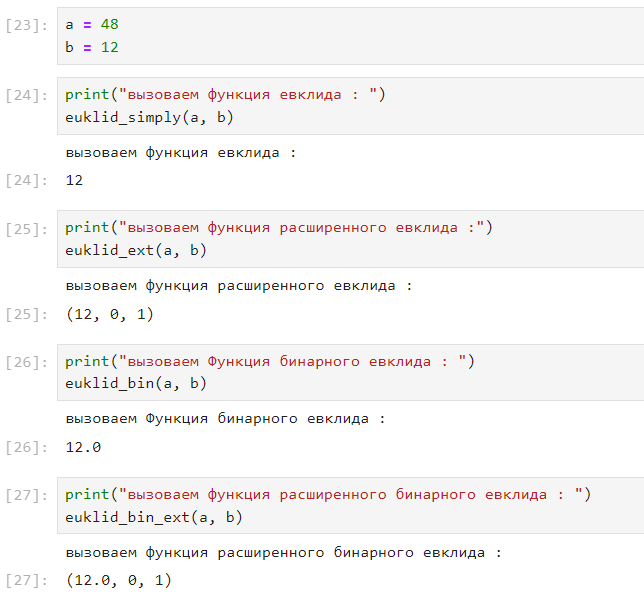 [23]: a = 48
b = 12
[24]: print("вызоваем функция евклида : ")
euklid_simply(a, b)
вызоваем функция евклида :
[24]: 12
[25]: print("вызоваем функция расширенного евклида :")
euklid_ext(a, b)
вызоваем функция расширенного евклида :
[25]: (12, 0, 1)
[26]: print("вызоваем Функция бинарного евклида : ")
euklid_bin(a, b)
вызоваем Функция бинарного евклида :
[26]: 12.0
[27]: print("вызоваем функция расширенного бинарного евклида : ")
euklid_bin_ext(a, b)
вызоваем функция расширенного бинарного евклида :
[27]: (12.0, 0, 1)